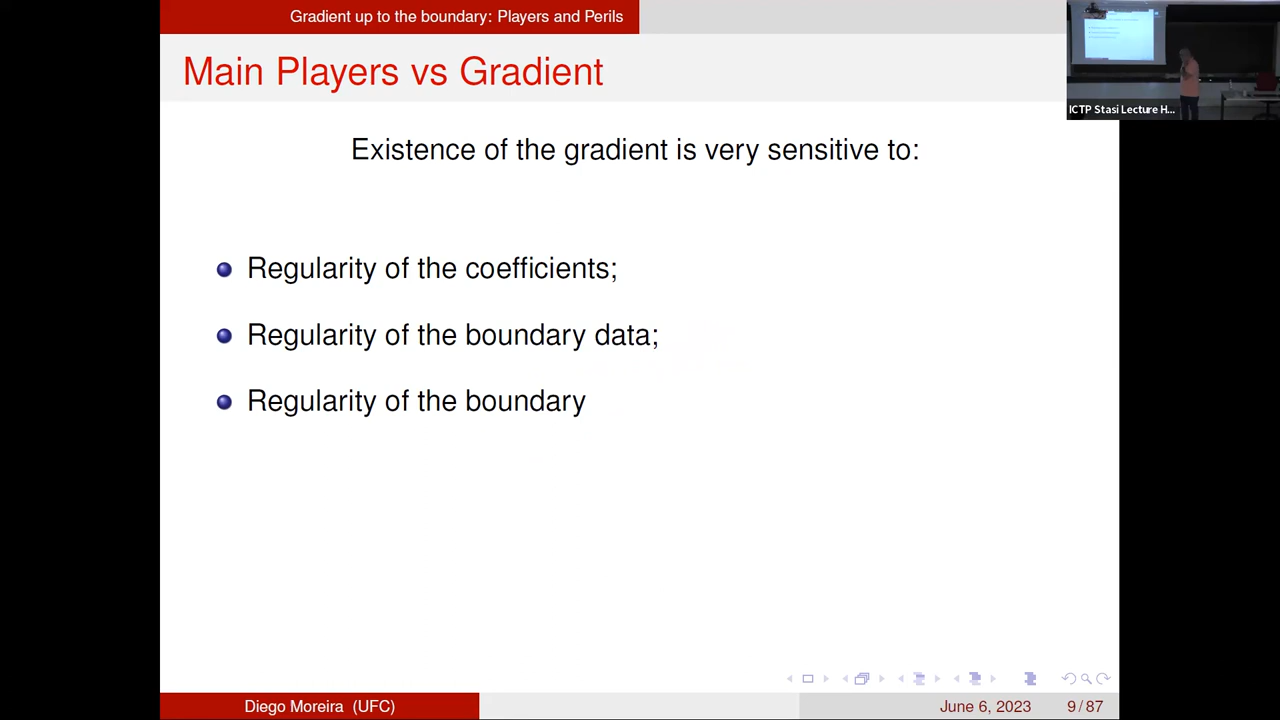 Gradient up to the boundary: Players and Perils
Main Players vs Gradient
ICTP Stasi Lecture H...
Existence of the gradient is very sensitive to:
Regularity of the coefficients;
Regularity of the boundary data;
Regularity of the boundary
Diego Moreira (UFC)
June 6, 2023
9/87